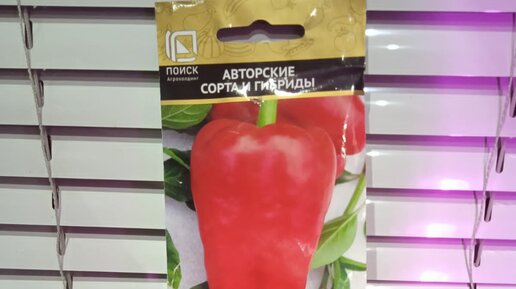 ПОИСК
Агрохолдинг
АВТОРСКИЕ
СОРТА И ГИБРИДЫ